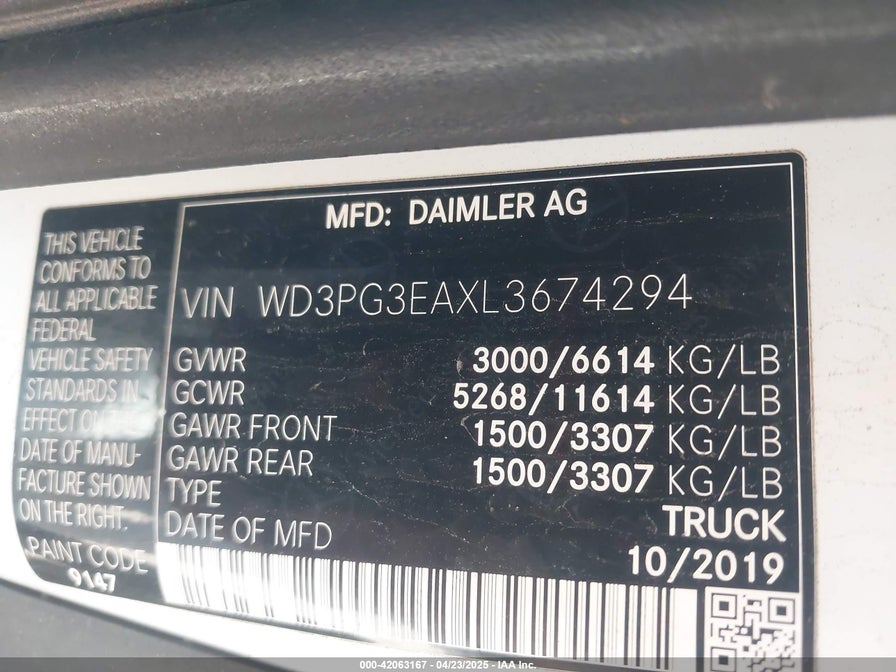 MFD: DAIMLER AG
THIS VEHICLE
CONFORMS TO
ALL APPLICABLE
FEDERAL
VEHICLE SAFETY
STANDARDS IN
EFFECT ON THE
DATE OF MANU-
FACTURE SHOWN
ON THE RIGHT.
PAINT CODE
9147
VIN WD3PG3EAXL3674294
GVWR 3000/6614 KG/LB
GCWR 5268/11614 KG/LB
GAWR FRONT 1500/3307 KG/LB
GAWR REAR 1500/3307 KG/LB
TYPE TRUCK
DATE OF MFD 10/2019
000-42063167 - 04/23/2025 - IAA Inc.